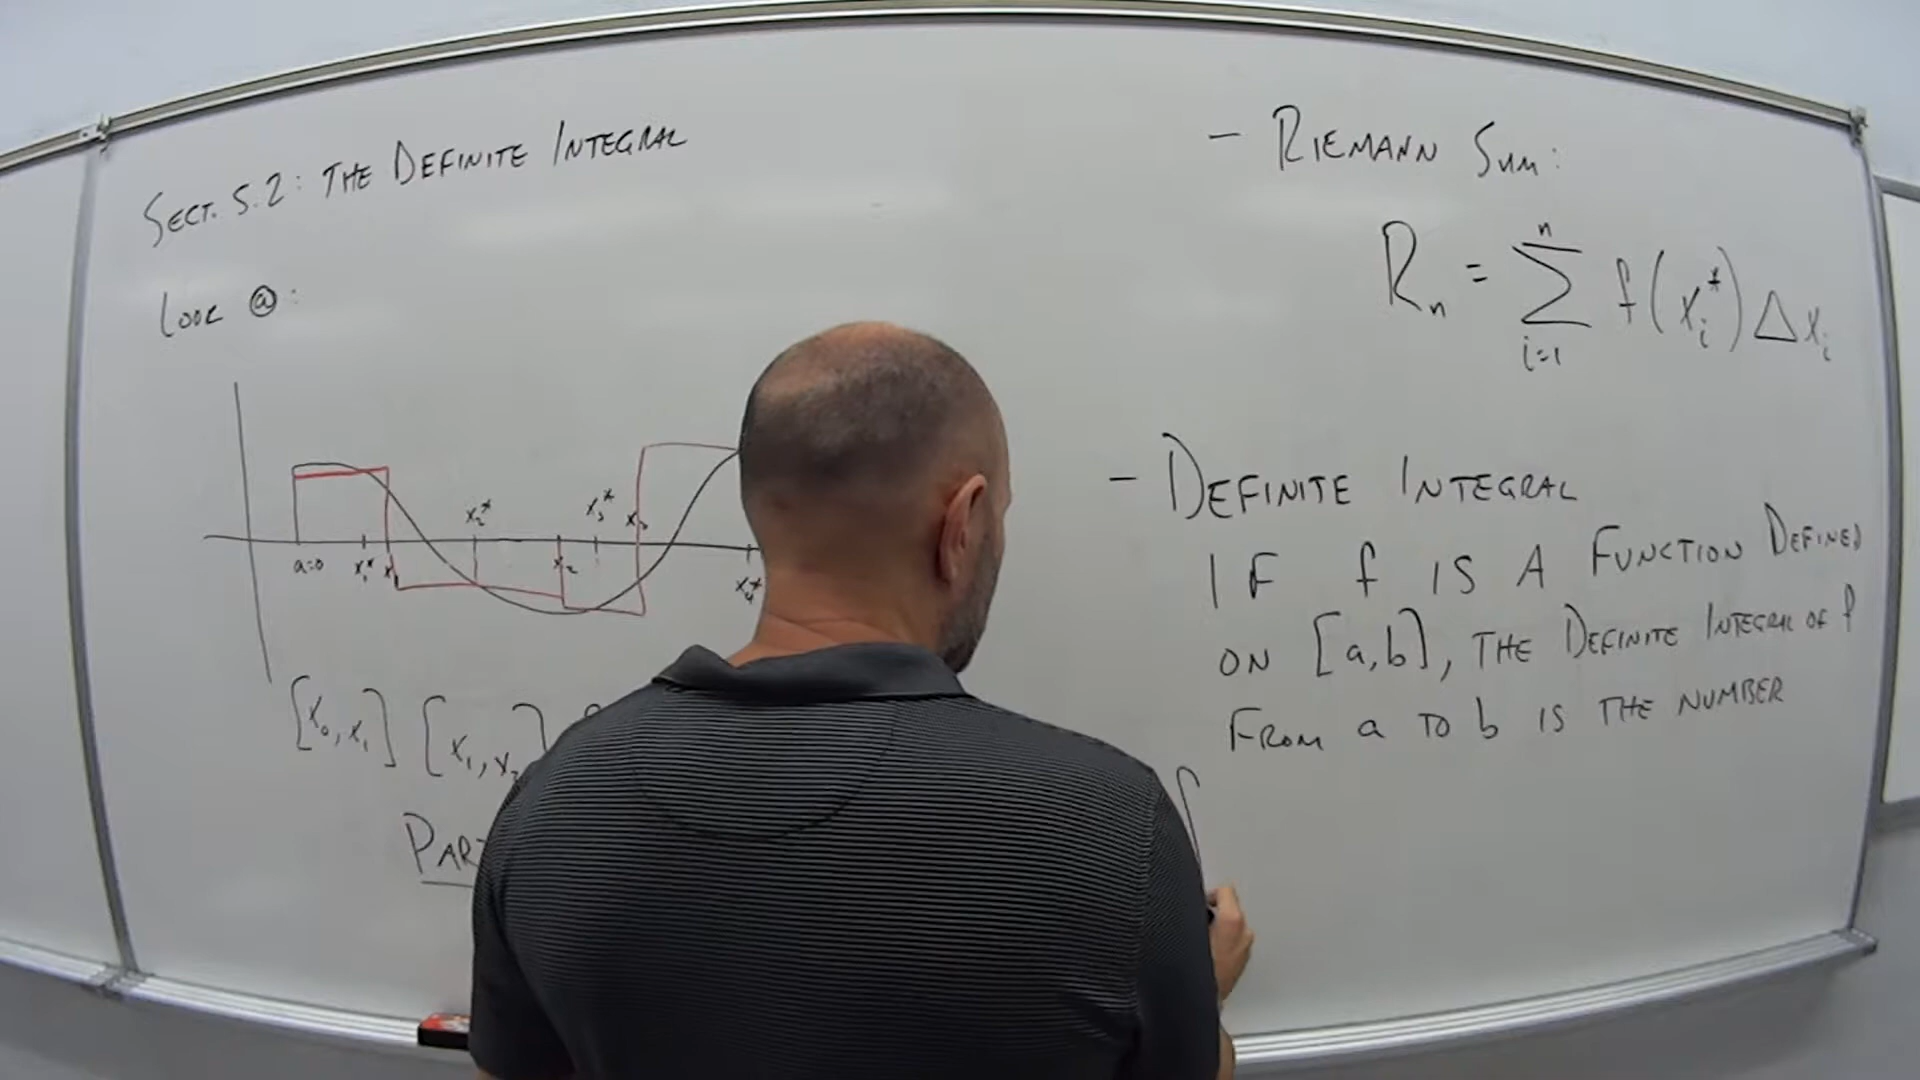 SECT. 5.2: THE DEFINITE INTEGRAL
LOOK @:
x₂*
x₃*
x₃
a=0
x₁*
x₁
x₂
x₄*
[x₀, x₁] [x₁, x₂]
PART
- RIEMANN SUM:
Rₙ = ∑ⁿᵢ₌₁ f(xᵢ*) Δxᵢ
- DEFINITE INTEGRAL
IF f IS A FUNCTION DEFINED
ON [a,b], THE DEFINITE INTEGRAL OF f
FROM a TO b IS THE NUMBER
∫